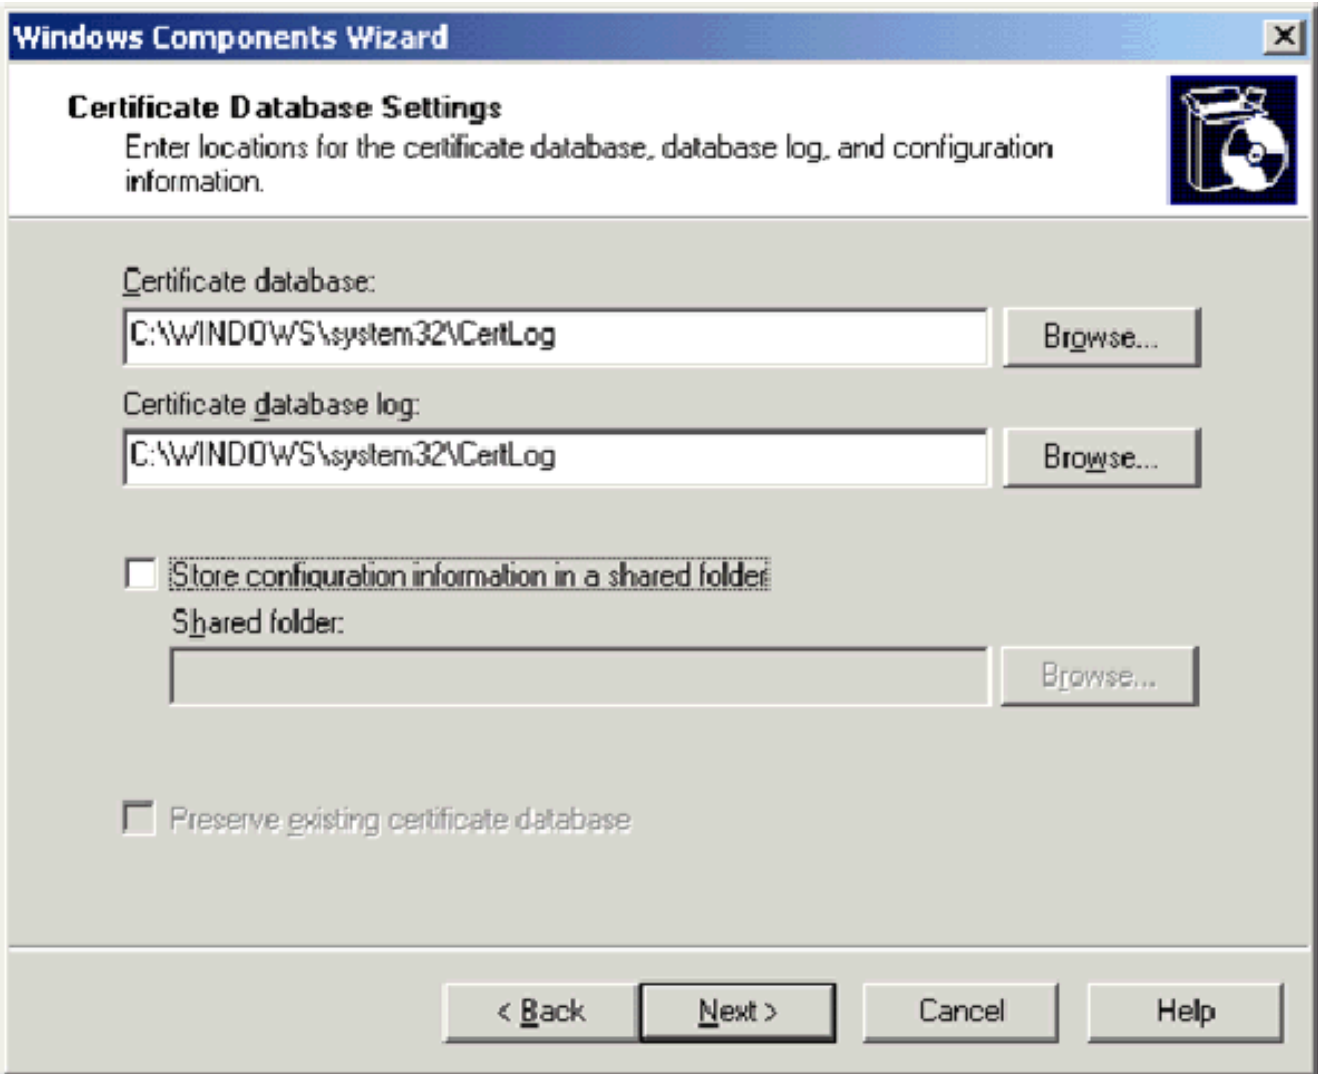 Windows Components Wizard
Certificate Database Settings
Enter locations for the certificate database, database log, and configuration
information.
Certificate database:
C:\WINDOWS\system32\CertLog
Browse...
Certificate database log:
C:\WINDOWS\system32\CertLog
Browse...
Store configuration information in a shared folder
Shared folder:
Browse...
Preserve existing certificate database
< Back
Next >
Cancel
Help